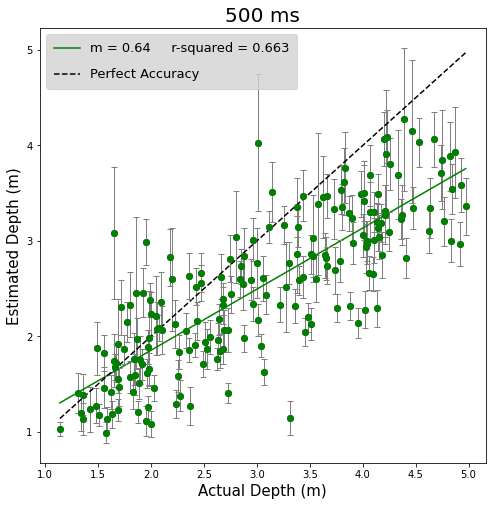 500 ms
m = 0.64 r-squared = 0.663
Perfect Accuracy
5
4
3
2
1
Estimated Depth (m)
1.0 1.5 2.0 2.5 3.0 3.5 4.0 4.5 5.0
Actual Depth (m)